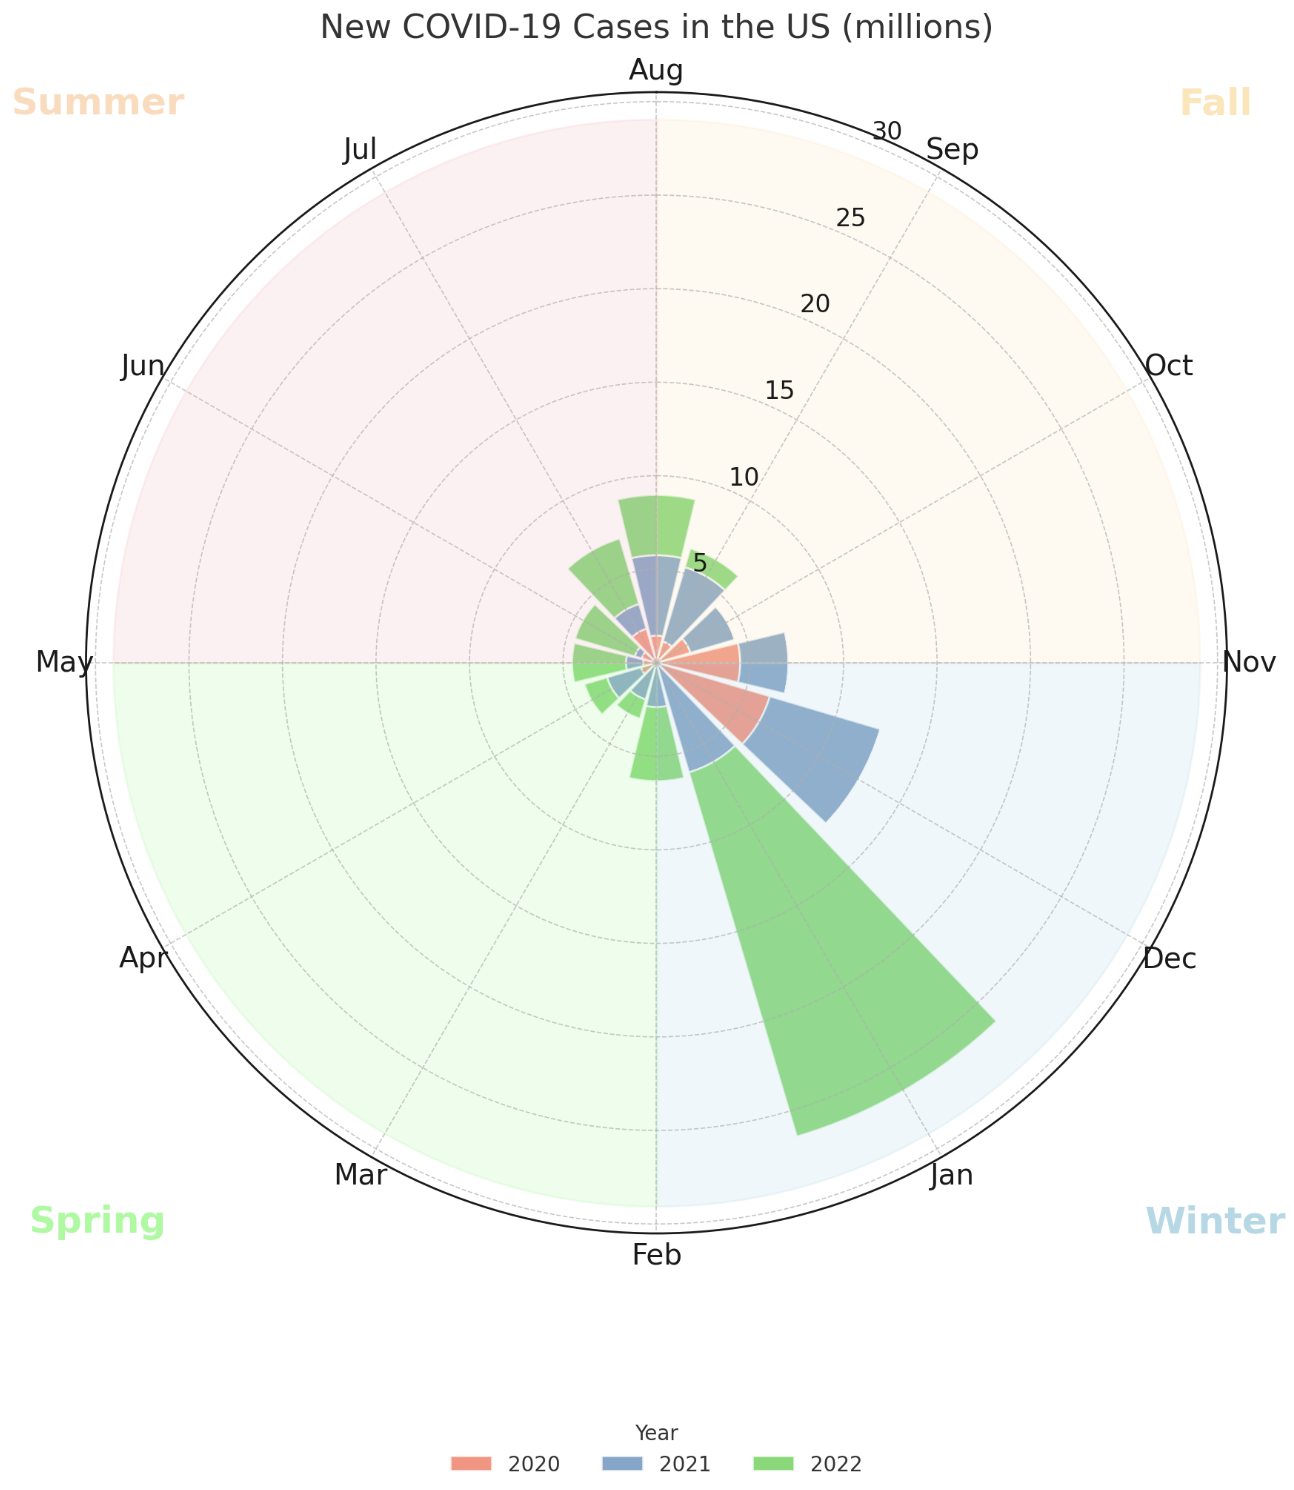 New COVID-19 Cases in the US (millions)
Aug
Summer
Fall
30
Jul
Sep
25
20
Jun
Oct
15
10
5
May
Nov
Apr
Dec
Mar
Jan
Spring
Winter
Feb
Year
2020
2021
2022